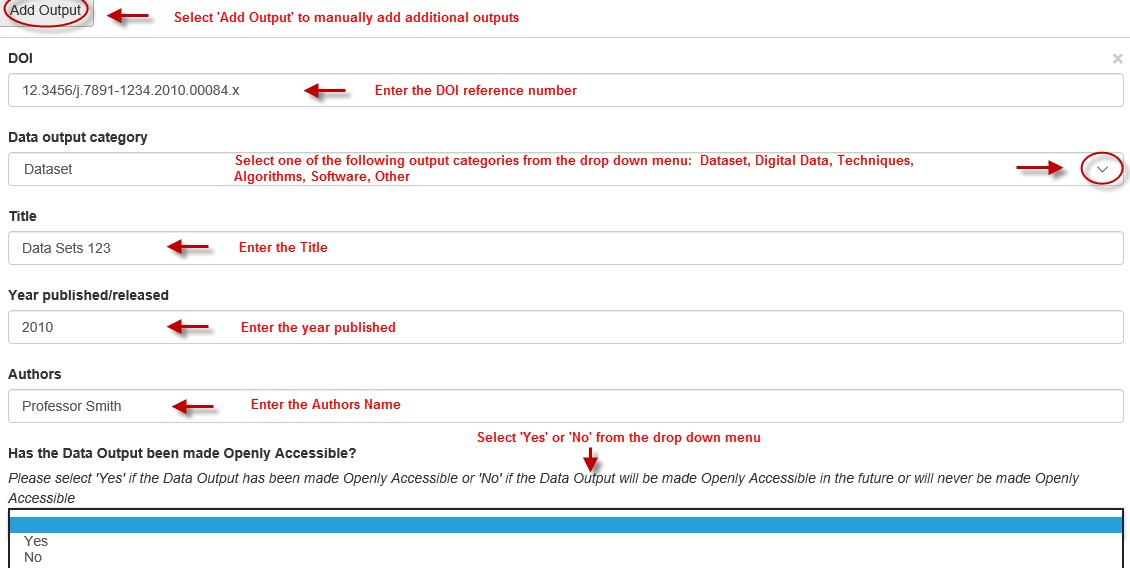 Add Output
Select 'Add Output' to manually add additional outputs
DOI
×
12.3456/j.7891-1234.2010.00084.x
Enter the DOI reference number
Data output category
Dataset
Select one of the following output categories from the drop down menu: Dataset, Digital Data, Techniques,
Algorithms, Software, Other
Title
Data Sets 123
Enter the Title
Year published/released
2010
Enter the year published
Authors
Professor Smith
Enter the Authors Name
Select 'Yes' or 'No' from the drop down menu
Has the Data Output been made Openly Accessible?
Please select 'Yes' if the Data Output has been made Openly Accessible or 'No' if the Data Output will be made Openly Accessible in the future or will never be made Openly
Accessible
Yes
No